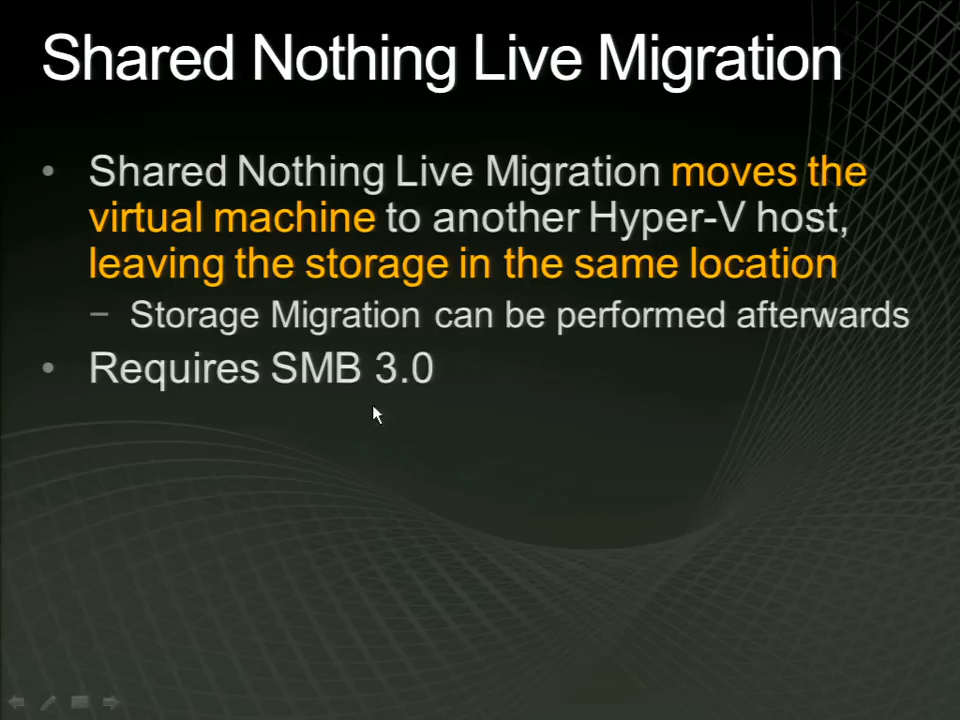 Shared Nothing Live Migration
• Shared Nothing Live Migration moves the
virtual machine to another Hyper-V host,
leaving the storage in the same location
− Storage Migration can be performed afterwards
• Requires SMB 3.0